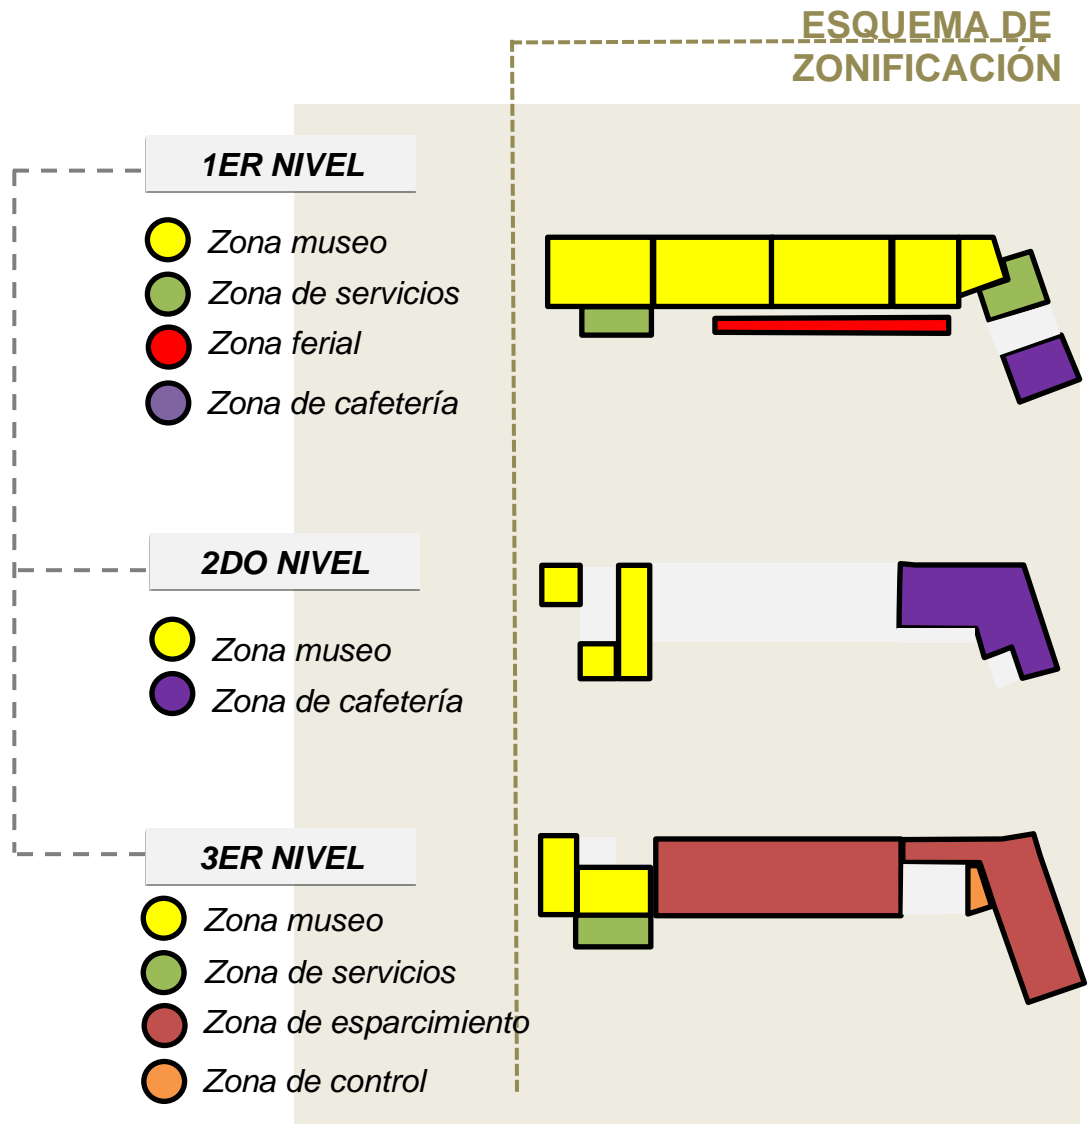 ESQUEMA DE
ZONIFICACIÓN
1ER NIVEL
Zona museo
Zona de servicios
Zona ferial
Zona de cafetería
2DO NIVEL
Zona museo
Zona de cafetería
3ER NIVEL
Zona museo
Zona de servicios
Zona de esparcimiento
Zona de control